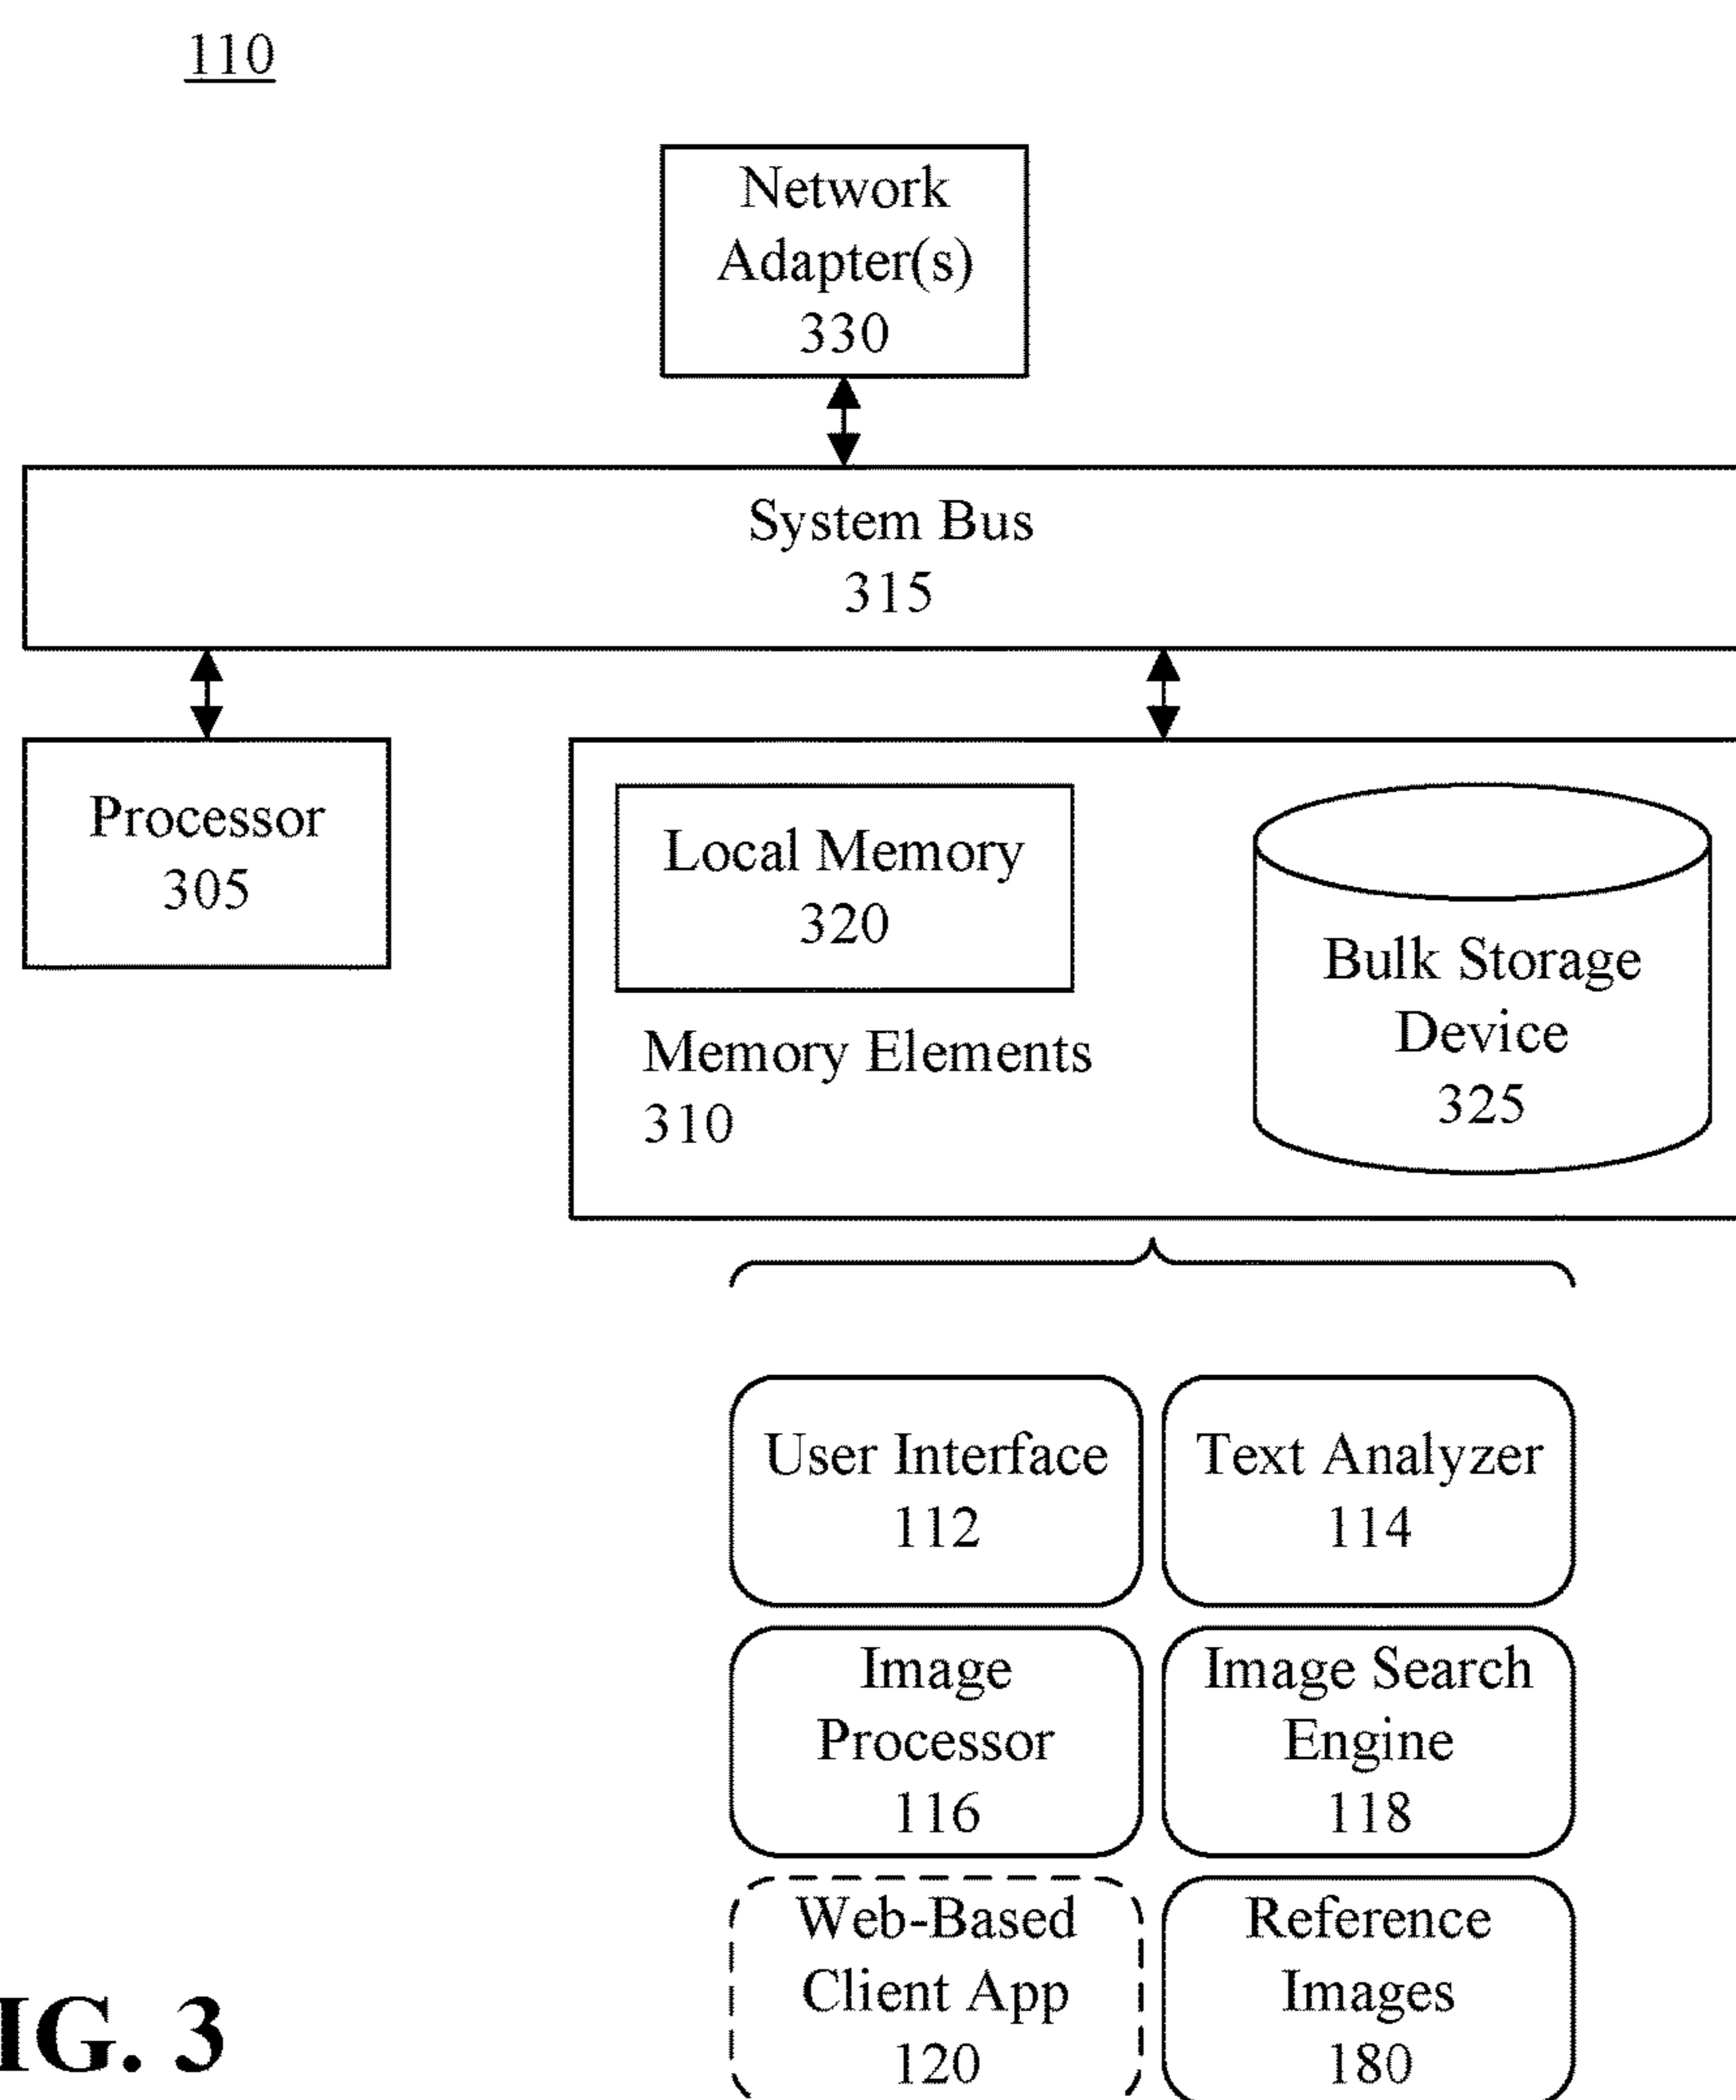 110
Network
Adapter(s)
330
System Bus
315
Processor
305
Local Memory
320
Memory Elements
310
Bulk Storage
Device
325
User Interface
112
Text Analyzer
114
Image
Processor
116
Image Search
Engine
118
Web-Based
Client App
120
Reference
Images
180
IG. 3